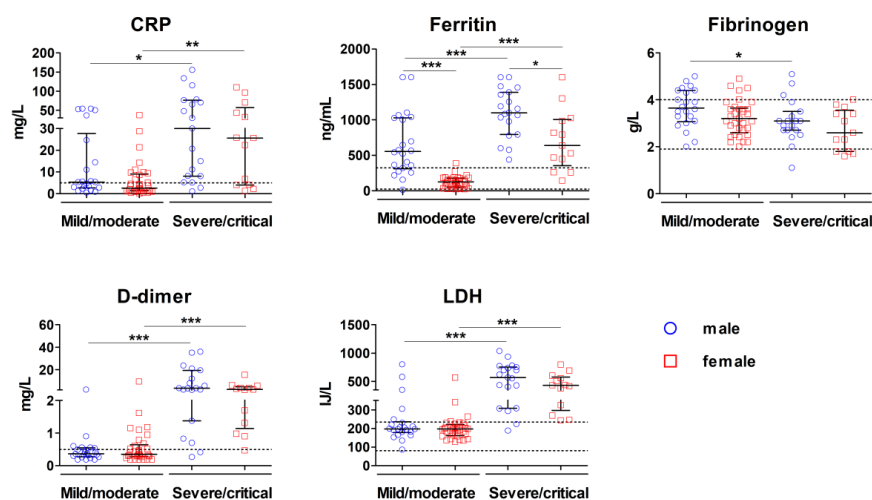 CRP
mg/L
200
150
100
50
30
20
10
0
*
**
Mild/moderate
Severe/critical
Ferritin
ng/mL
2000
1500
1000
500
0
***
***
***
*
Mild/moderate
Severe/critical
Fibrinogen
g/L
6
4
2
0
*
Mild/moderate
Severe/critical
D-dimer
mg/L
60
40
20
2
1
0
***
***
Mild/moderate
Severe/critical
LDH
IJ/L
1500
1000
500
300
200
100
0
***
***
Mild/moderate
Severe/critical
male
female